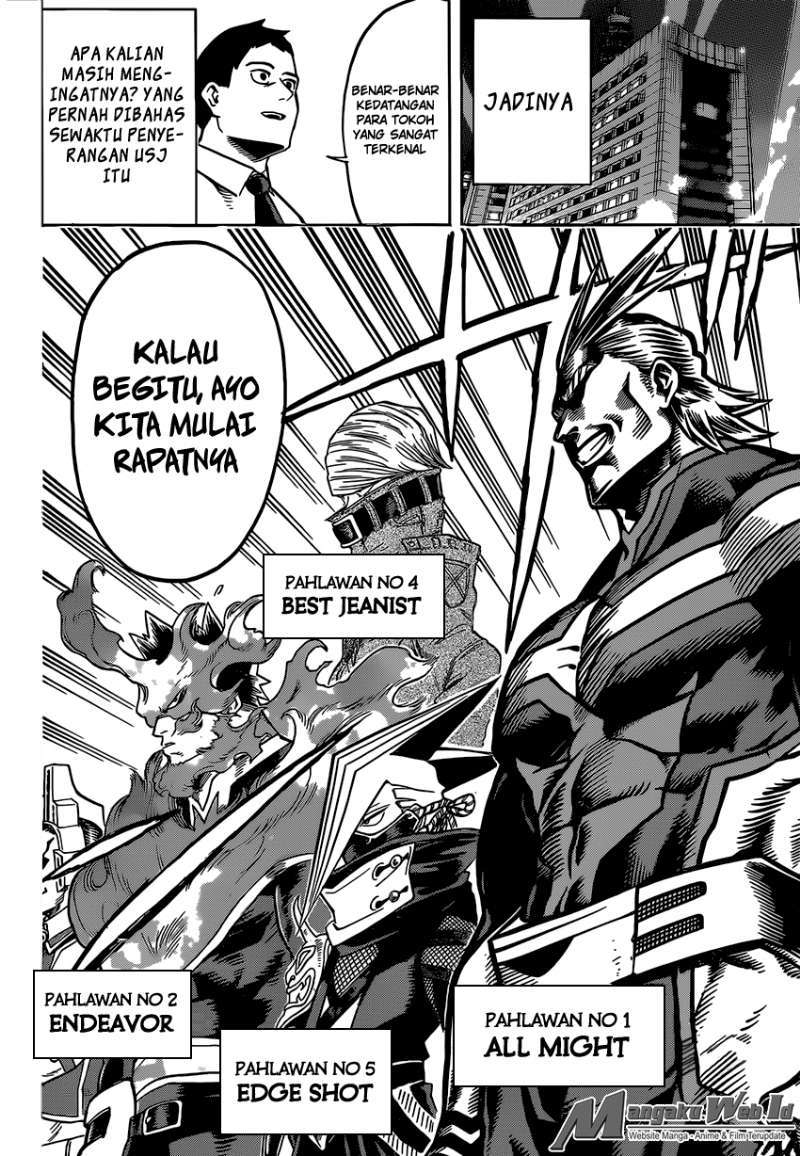 JADINYA
BENAR-BENAR
KEDATANGAN
PARA TOKOH
YANG SANGAT
TERKENAL
APA KALIAN
MASIH MENG-
INGATNYA? YANG
PERNAH DIBAHAS
SEWAKTU PENYE-
RANGAN USJ
ITU
KALAU
BEGITU, AYO
KITA MULAI
RAPATNYA
PAHLAWAN NO 4
BEST JEANIST
PAHLAWAN NO 2
ENDEAVOR
PAHLAWAN NO 5
EDGE SHOT
PAHLAWAN NO 1
ALL MIGHT
Mangaku Web.Id
Website Manga - Anime & Film Terupdate